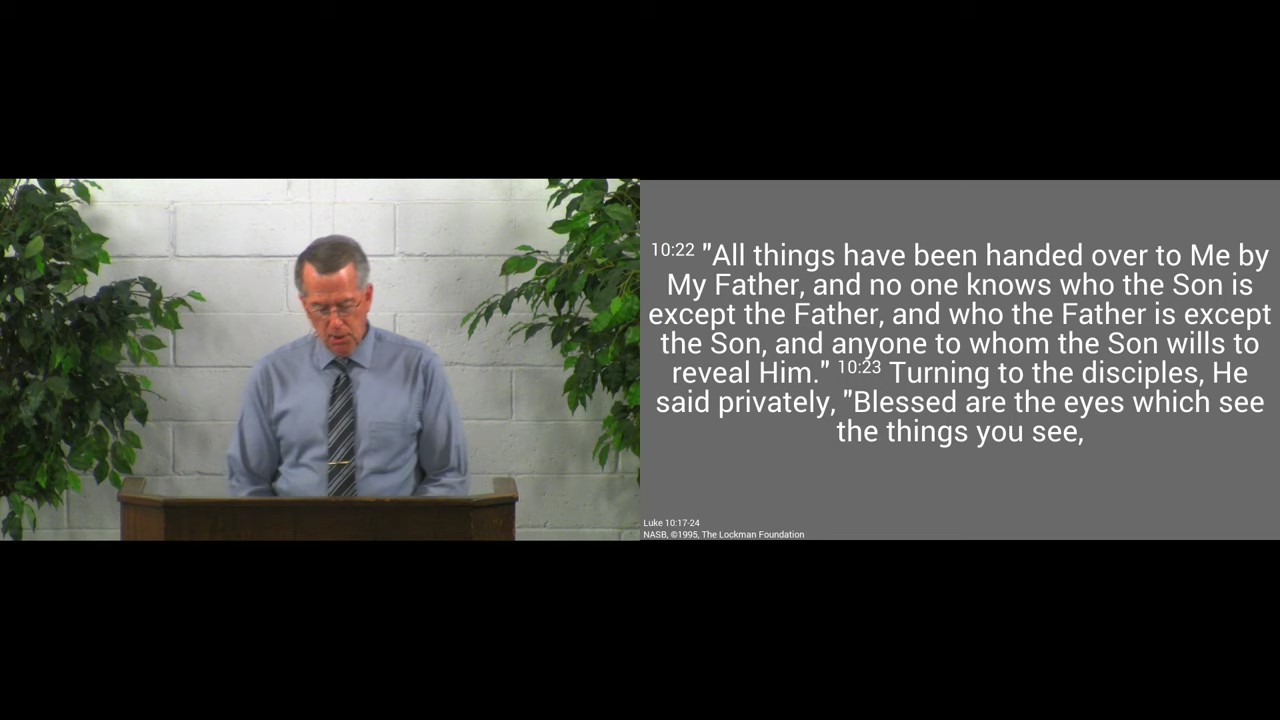 10:22 "All things have been handed over to Me by
My Father, and no one knows who the Son is
except the Father, and who the Father is except
the Son, and anyone to whom the Son wills to
reveal Him." 10:23 Turning to the disciples, He
said privately, "Blessed are the eyes which see
the things you see,
Luke 10:17-24
NASB, ©1995, The Lockman Foundation